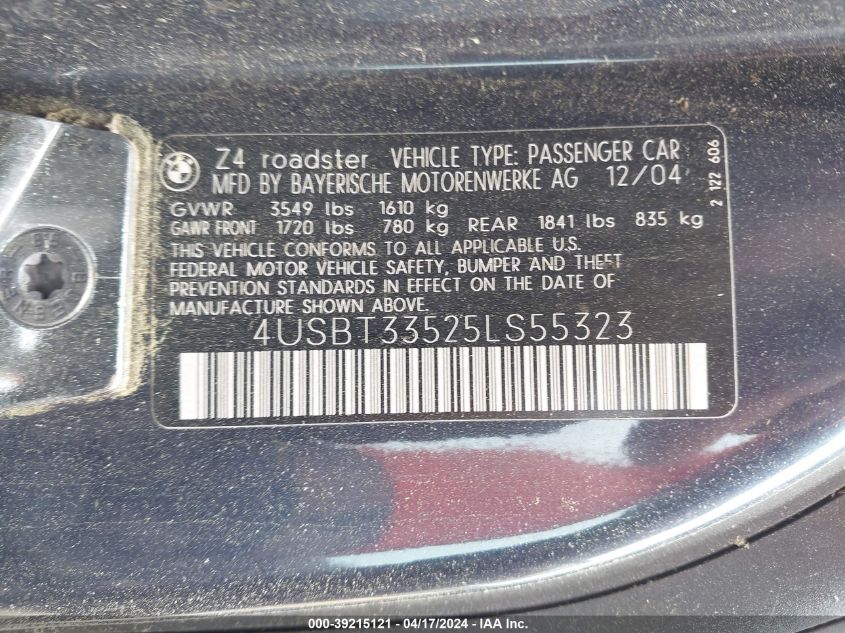 Z4 roadster VEHICLE TYPE: PASSENGER CAR
MFD BY BAYERISCHE MOTORENWERKE AG 12/04
GVWR 3549 lbs 1610 kg
GAWR FRONT 1720 lbs 780 kg REAR 1841 lbs 835 kg
THIS VEHICLE CONFORMS TO ALL APPLICABLE U.S.
FEDERAL MOTOR VEHICLE SAFETY, BUMPER AND THEFT
PREVENTION STANDARDS IN EFFECT ON THE DATE OF
MANUFACTURE SHOWN ABOVE.
4USBT33525LS55323
2 122 606
000-39215121 - 04/17/2024 - IAA, Inc.